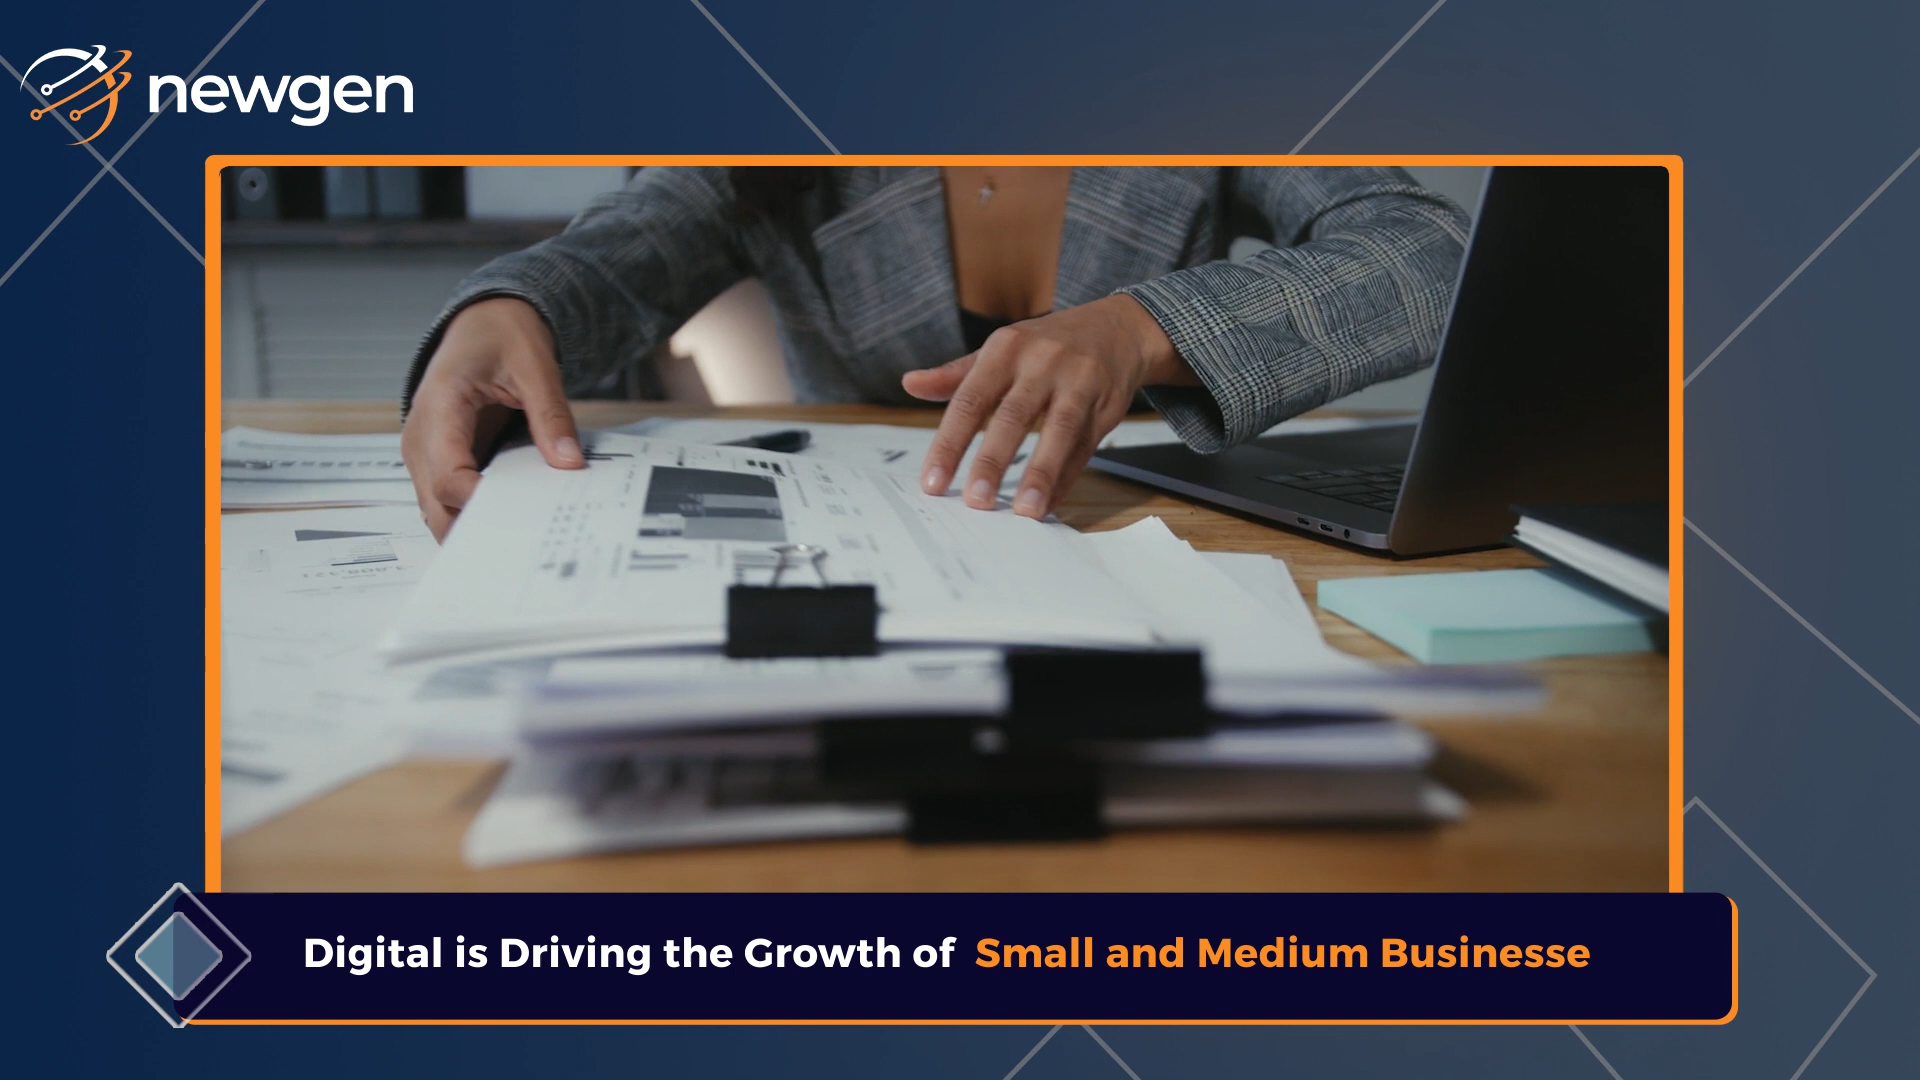 newgen
Digital is Driving the Growth of Small and Medium Businesse